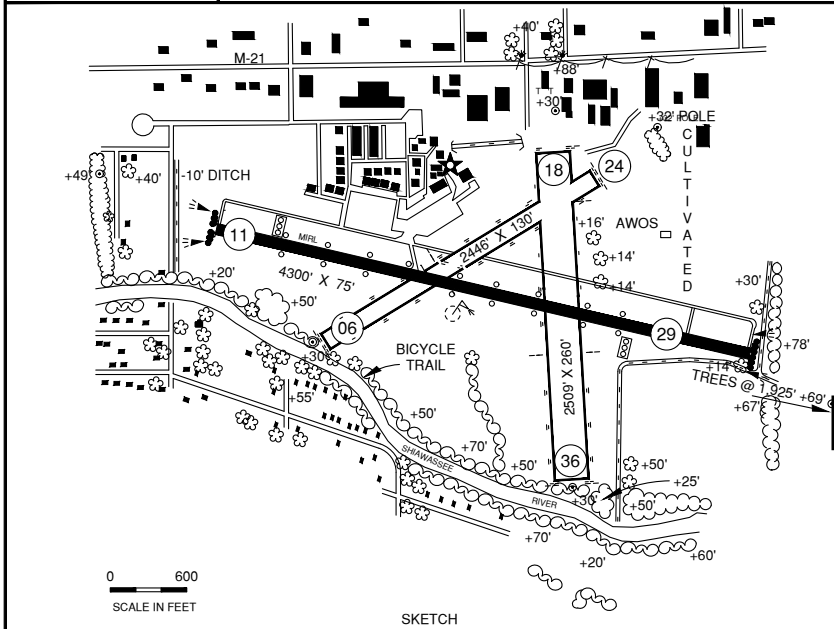 +40'
M-21
+88'
+30'
+32' POLE
CULTIVATED
+49'
+40'
-10' DITCH
18
24
2446' X 130'
+16'
AWOS
11
MIRL
+14'
+14'
+20'
4300' X 75'
+30'
+50'
06
29
+78'
+30'
BICYCLE
TRAIL
2509' X 260'
+14'
TREES @ 1,925'
+69'
+67'
+55'
+50'
SHIAWASSEE
+70'
+50'
36
+50'
+25'
+30'
RIVER
+50'
+70'
+20'
+60'
0 600
SCALE IN FEET
SKETCH